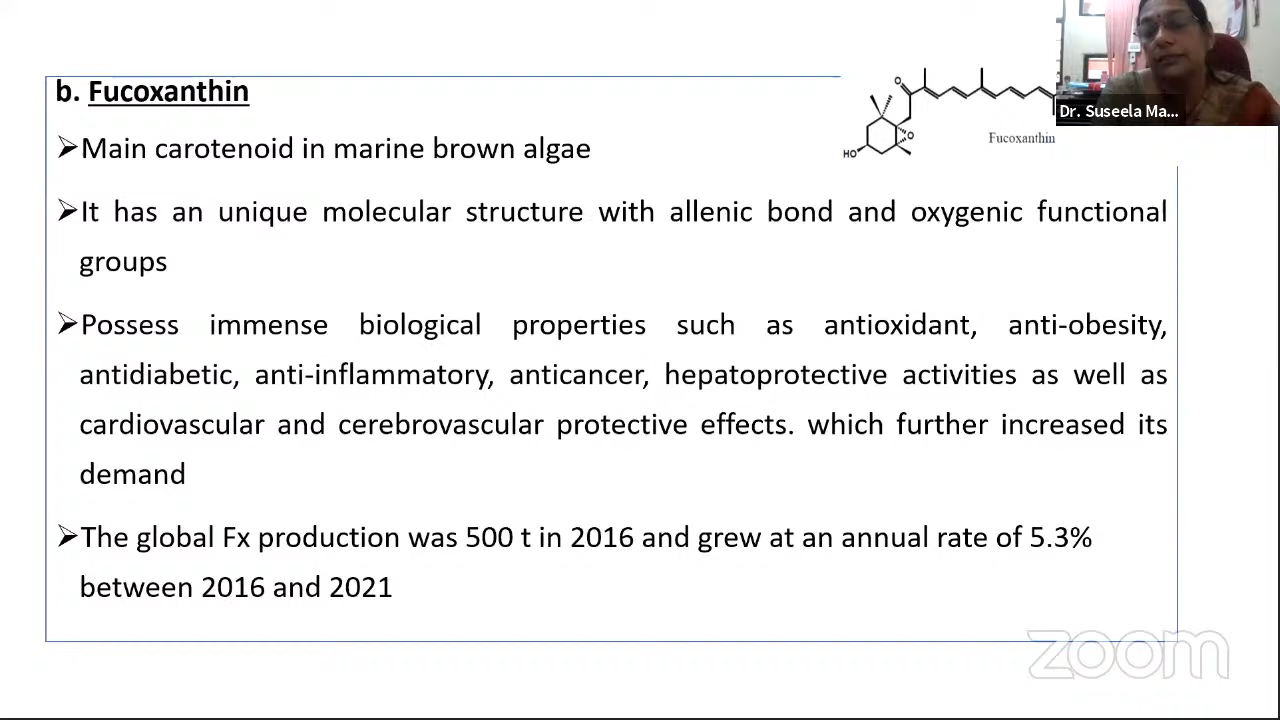 b. Fucoxanthin
➢Main carotenoid in marine brown algae
➢It has an unique molecular structure with allenic bond and oxygenic functional
groups
➢Possess immense biological properties such as antioxidant, anti-obesity,
antidiabetic, anti-inflammatory, anticancer, hepatoprotective activities as well as
cardiovascular and cerebrovascular protective effects. which further increased its
demand
➢The global Fx production was 500 t in 2016 and grew at an annual rate of 5.3%
between 2016 and 2021
O
O
HO
Fucoxanthin
Dr. Suseela Ma...
zoom